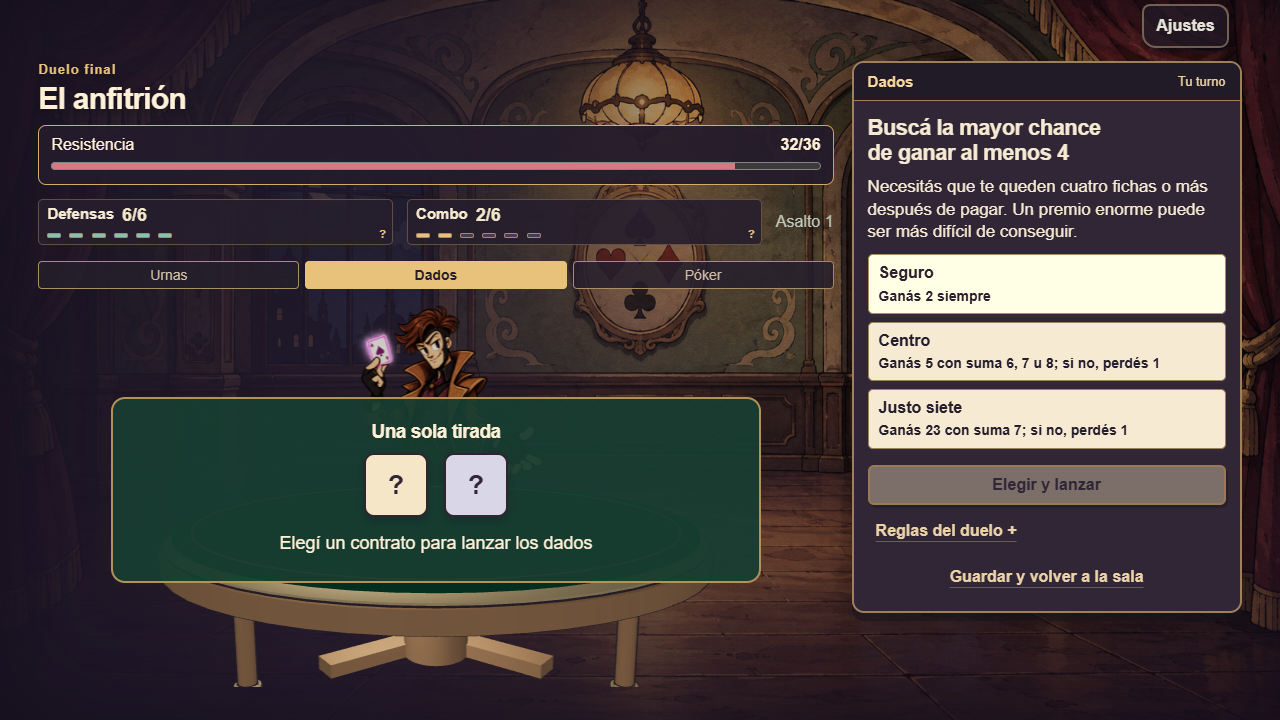 Ajustes
Duelo final
El anfitrión
Resistencia 32/36
Defensas 6/6
?
Combo 2/6
?
Asalto 1
Urnas
Dados
Póker
Una sola tirada
? ?
Elegí un contrato para lanzar los dados
Dados
Tu turno
Buscá la mayor chance
de ganar al menos 4
Necesitás que te queden cuatro fichas o más
después de pagar. Un premio enorme puede
ser más difícil de conseguir.
Seguro
Ganás 2 siempre
Centro
Ganás 5 con suma 6, 7 u 8; si no, perdés 1
Justo siete
Ganás 23 con suma 7; si no, perdés 1
Elegir y lanzar
Reglas del duelo +
Guardar y volver a la sala